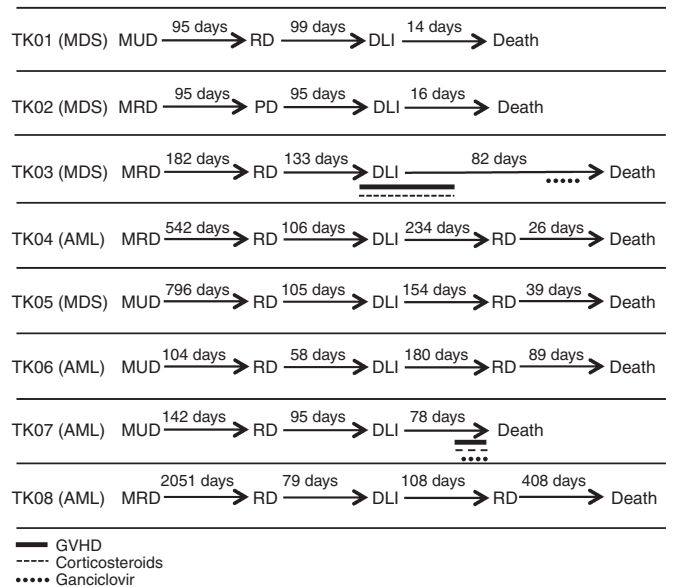 95 days 99 days 14 days
TK01 (MDS) MUD RD DLI Death
95 days 95 days 16 days
TK02 (MDS) MRD PD DLI Death
182 days 133 days 82 days
TK03 (MDS) MRD RD DLI Death
542 days 106 days 234 days 26 days
TK04 (AML) MRD RD DLI RD Death
796 days 105 days 154 days 39 days
TK05 (MDS) MUD RD DLI RD Death
104 days 58 days 180 days 89 days
TK06 (AML) MUD RD DLI RD Death
142 days 95 days 78 days
TK07 (AML) MUD RD DLI Death
2051 days 79 days 108 days 408 days
TK08 (AML) MRD RD DLI RD Death
GVHD
Corticosteroids
Ganciclovir